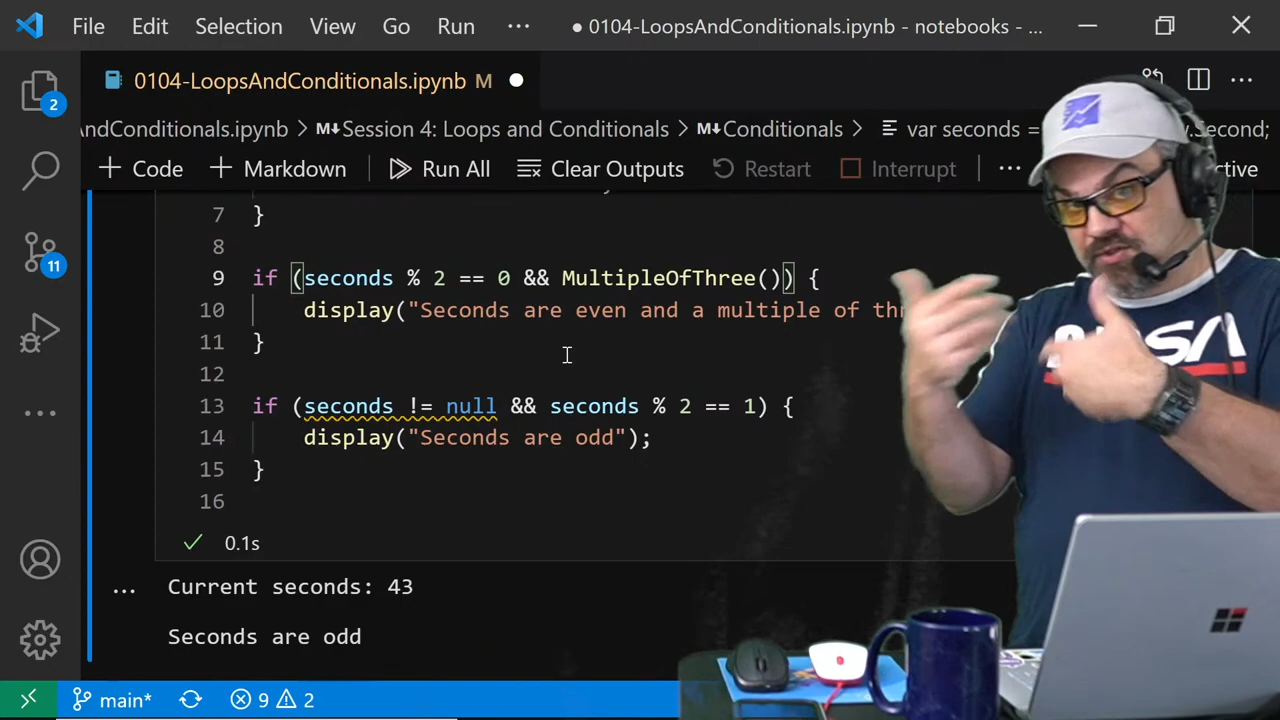 File Edit Selection View Go Run ··· ● 0104-LoopsAndConditionals.ipynb - notebooks - ...
0104-LoopsAndConditionals.ipynb M
AndConditionals.ipynb > Session 4: Loops and Conditionals > Conditionals > var seconds = .Second;
+ Code + Markdown Run All Clear Outputs Restart Interrupt ···
7 }
8
9 if (seconds % 2 == 0 && MultipleOfThree()) {
10 display("Seconds are even and a multiple of thr
11 }
12
13 if (seconds != null && seconds % 2 == 1) {
14 display("Seconds are odd");
15 }
16
0.1s
... Current seconds: 43
Seconds are odd
2
11
main* 9 2